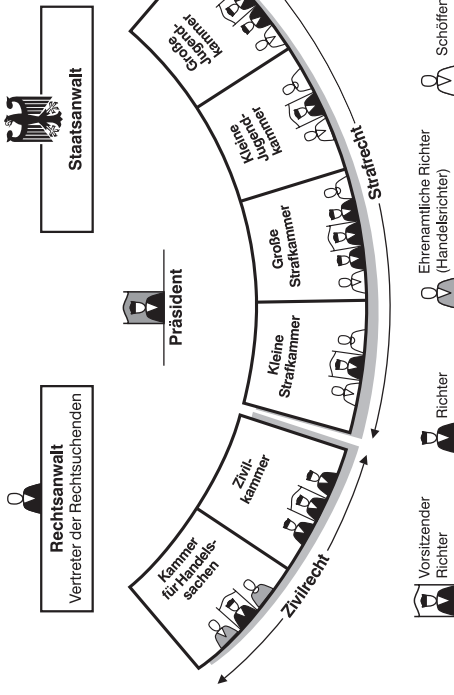 Staatsanwalt
Präsident
Rechtsanwalt
Vertreter der Rechtsuchenden
Große
Jugend-
kammer
Kleine
Jugend-
kammer
Große
Strafkammer
Kleine
Strafkammer
Zivil-
kammer
Kammer
für Handels-
sachen
Strafrecht
Zivilrecht
Vorsitzender
Richter
Richter
Ehrenamtliche Richter
(Handelsrichter)
Schöffen